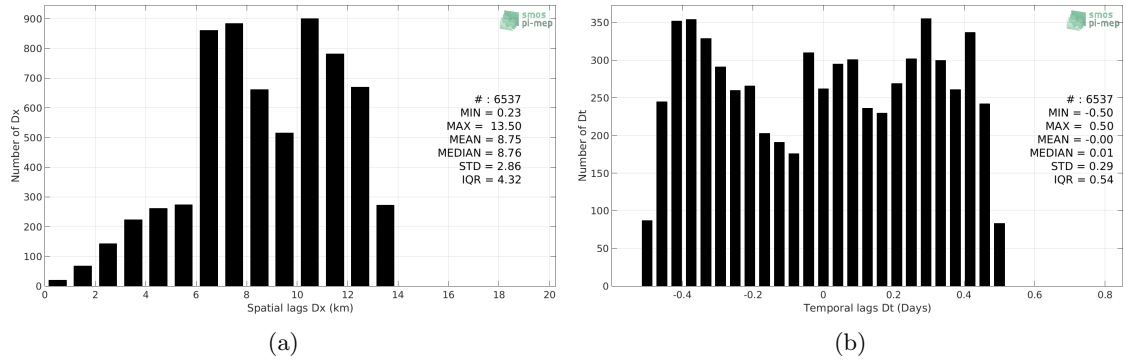 900
800
700
600
500
400
300
200
100
0
Number of Dx
0 2 4 6 8 10 12 14 16 18 20
Spatial lags Dx (km)
smos
pi-mep
# : 6537
MIN = 0.23
MAX = 13.50
MEAN = 8.75
MEDIAN = 8.76
STD = 2.86
IQR = 4.32
(a)
350
300
250
200
150
100
50
0
Number of Dt
-0.4 -0.2 0 0.2 0.4 0.6 0.8
Temporal lags Dt (Days)
smos
pi-mep
# : 6537
MIN = -0.50
MAX = 0.50
MEAN = -0.00
MEDIAN = 0.01
STD = 0.29
IQR = 0.54
(b)